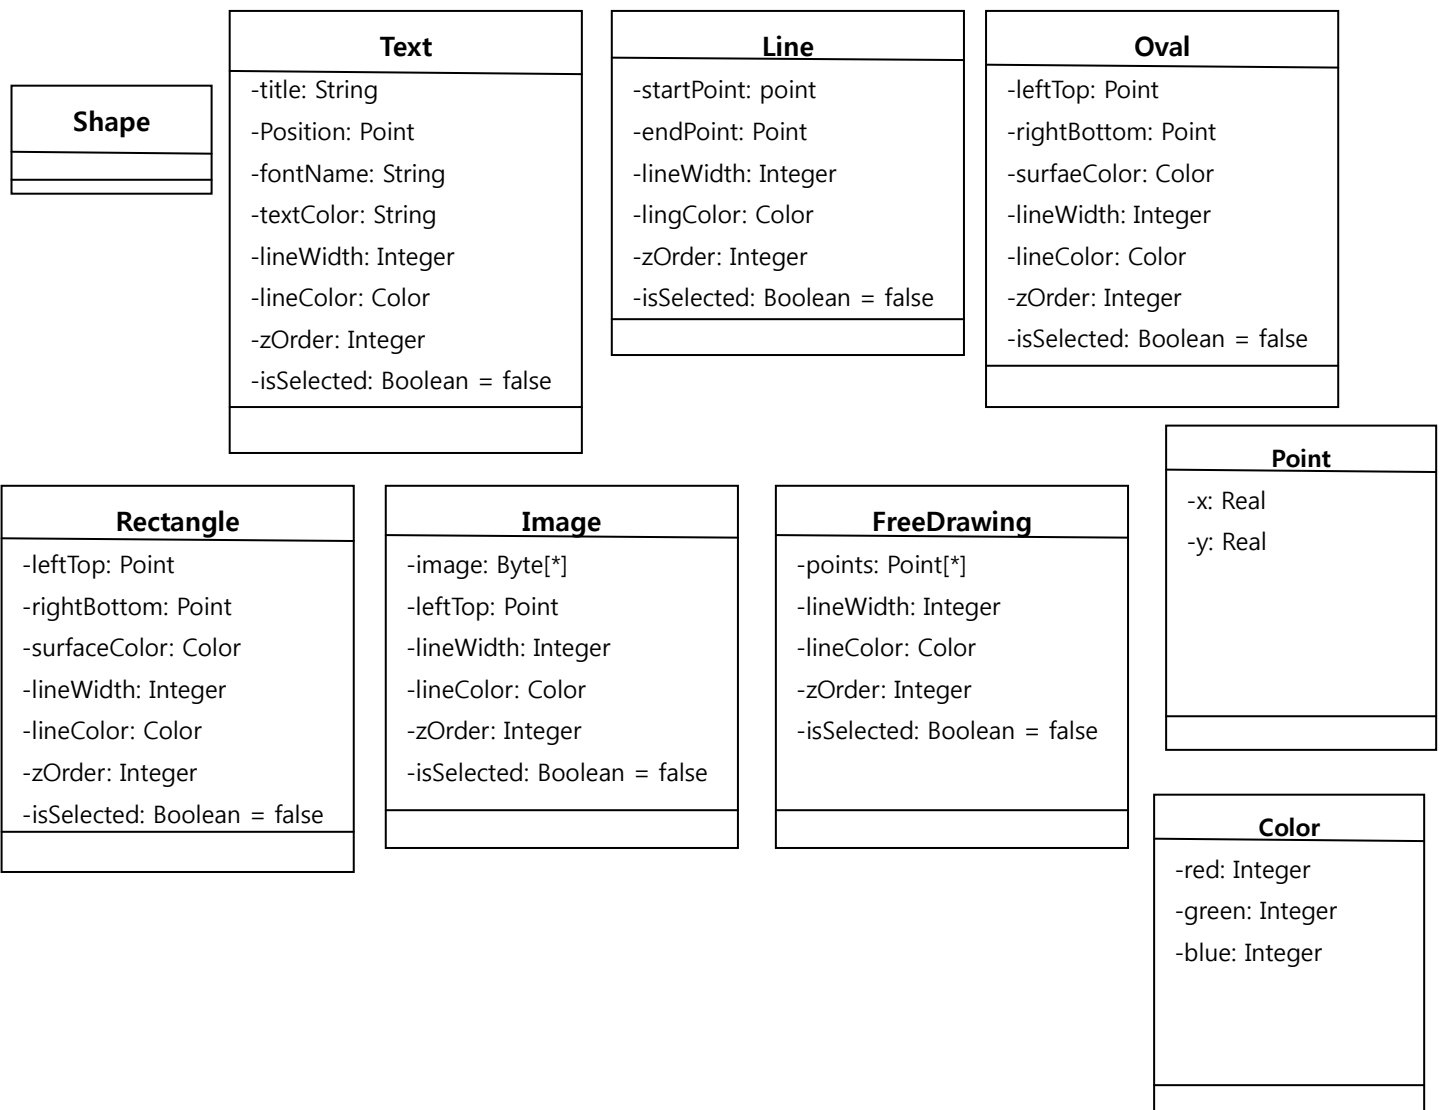 Shape
Text
-title: String
-Position: Point
-fontName: String
-textColor: String
-lineWidth: Integer
-lineColor: Color
-zOrder: Integer
-isSelected: Boolean = false
Line
-startPoint: point
-endPoint: Point
-lineWidth: Integer
-lingColor: Color
-zOrder: Integer
-isSelected: Boolean = false
Oval
-leftTop: Point
-rightBottom: Point
-surfaeColor: Color
-lineWidth: Integer
-lineColor: Color
-zOrder: Integer
-isSelected: Boolean = false
Rectangle
-leftTop: Point
-rightBottom: Point
-surfaceColor: Color
-lineWidth: Integer
-lineColor: Color
-zOrder: Integer
-isSelected: Boolean = false
Image
-image: Byte[*]
-leftTop: Point
-lineWidth: Integer
-lineColor: Color
-zOrder: Integer
-isSelected: Boolean = false
FreeDrawing
-points: Point[*]
-lineWidth: Integer
-lineColor: Color
-zOrder: Integer
-isSelected: Boolean = false
Point
-x: Real
-y: Real
Color
-red: Integer
-green: Integer
-blue: Integer